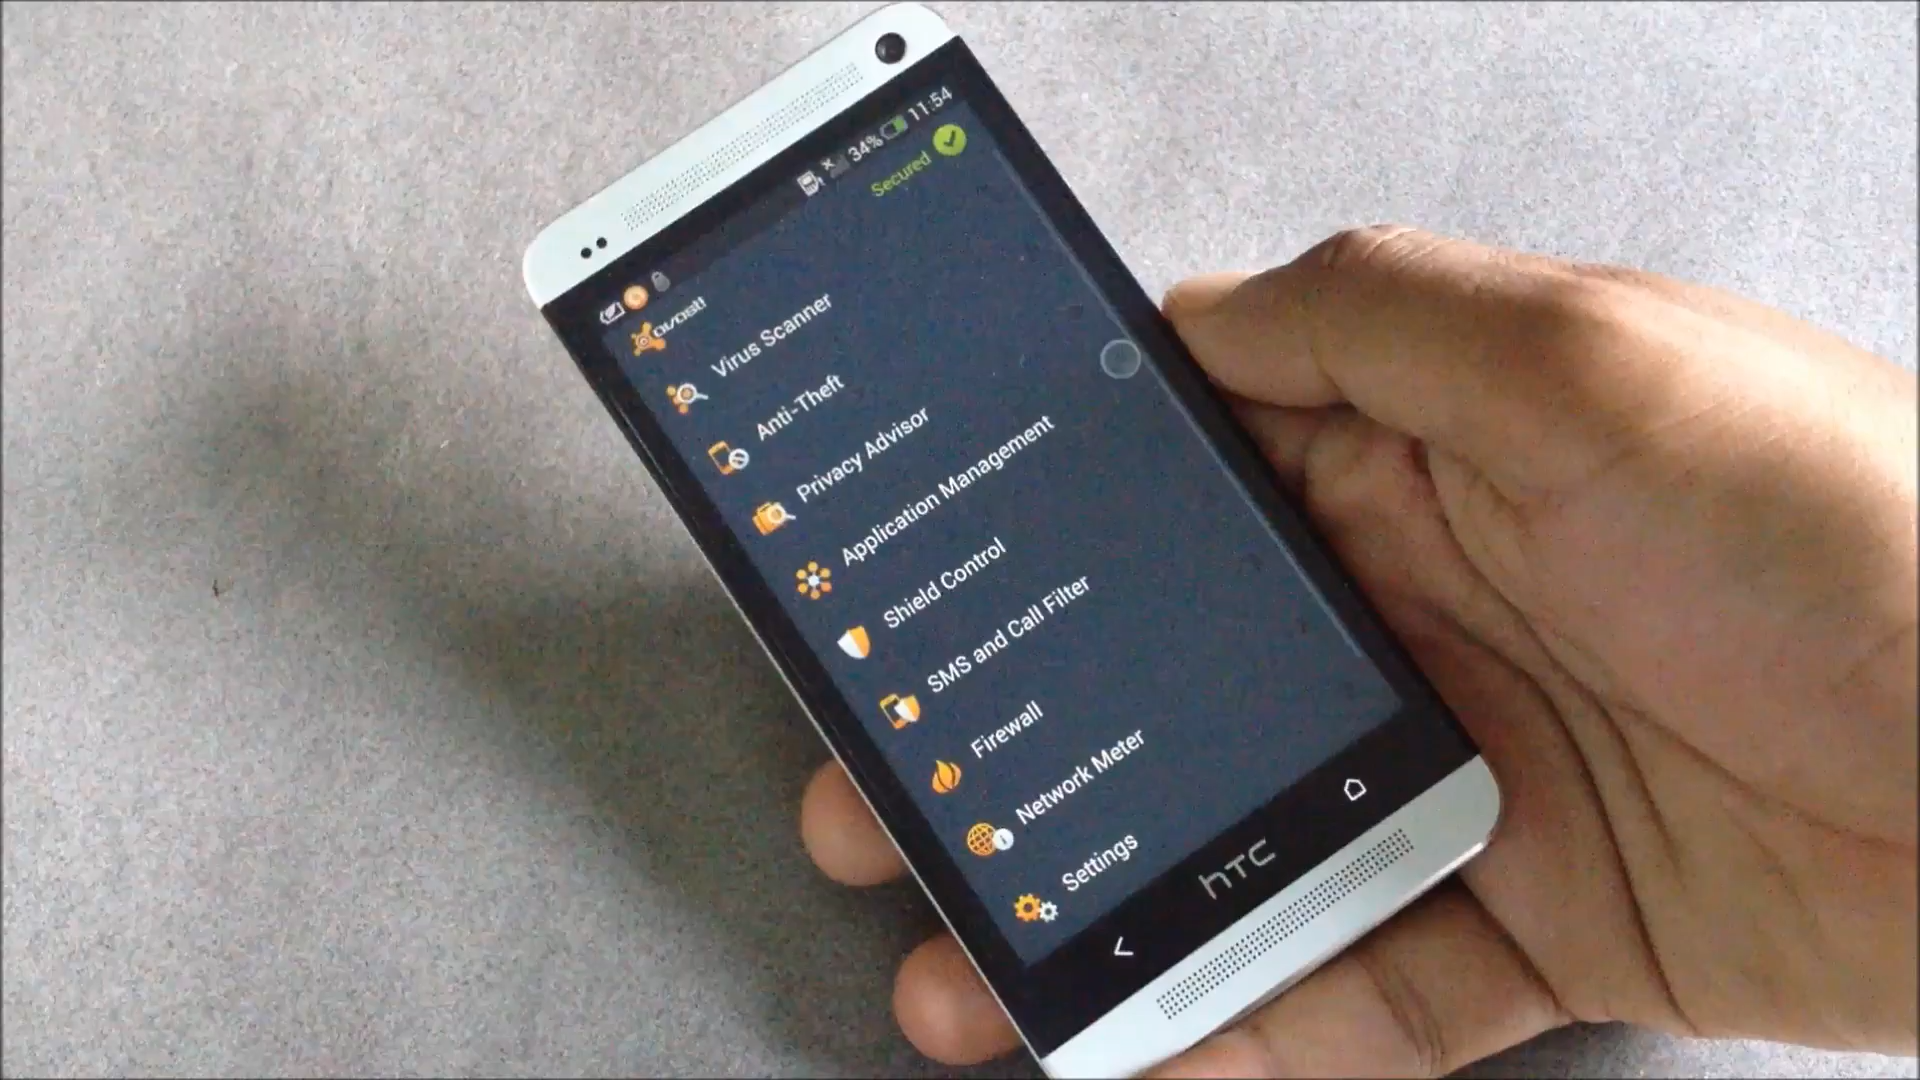 34% 11:54
avast!
Secured
Virus Scanner
Anti-Theft
Privacy Advisor
Application Management
Shield Control
SMS and Call Filter
Firewall
Network Meter
Settings
hTC